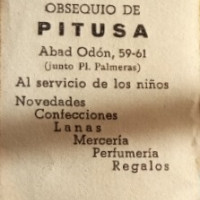 OBSEQUIO DE
PITUSA
Abad Odón, 59-61
(junto Pl. Palmeras)
Al servicio de los niños
Novedades
Confecciones
Lanas
Mercería
Perfumería
Regalos